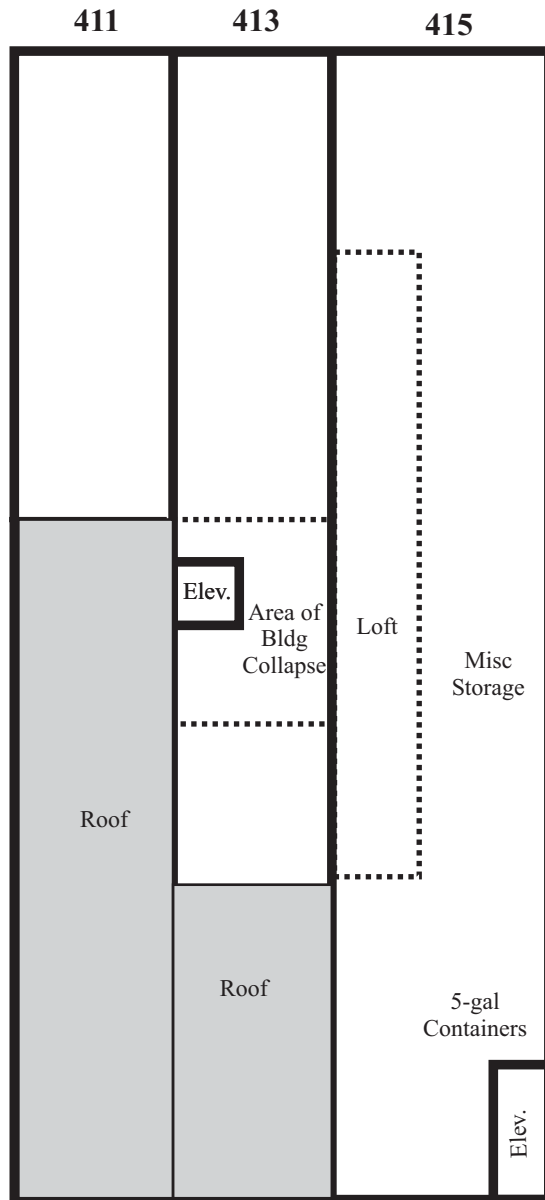 411
413
415
Elev.
Area of
Bldg
Collapse
Loft
Misc
Storage
Roof
Roof
5-gal
Containers
Elev.